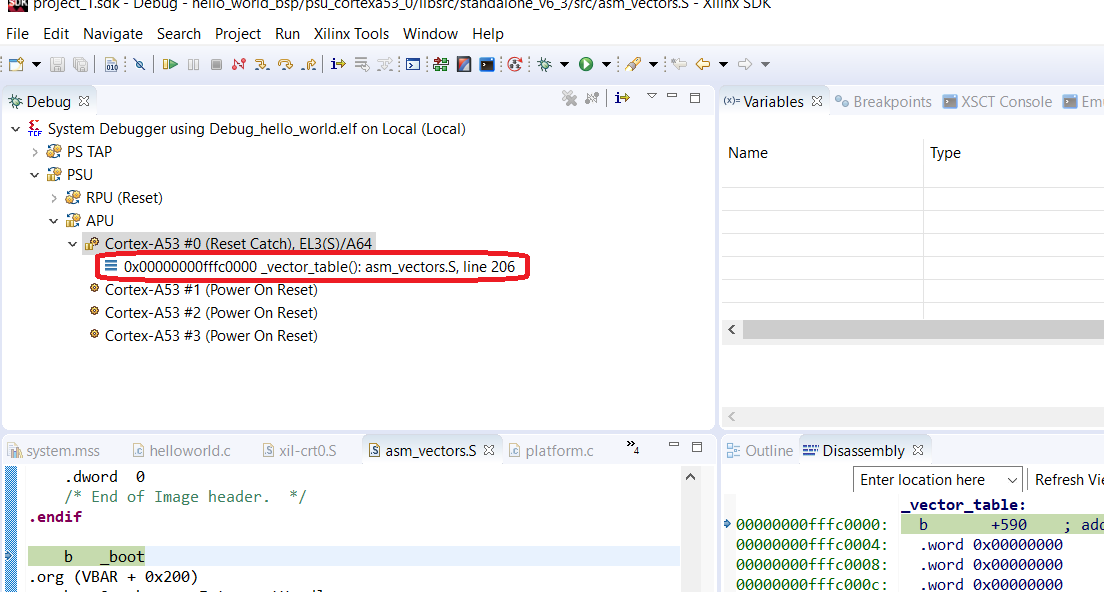 project_1.sdk - Debug - hello_world_bsp/psu_cortexa53_0/libsrc/standalone_v6_3/src/asm_vectors.S - Xilinx SDK
File Edit Navigate Search Project Run Xilinx Tools Window Help
Debug
System Debugger using Debug_hello_world.elf on Local (Local)
PS TAP
PSU
RPU (Reset)
APU
Cortex-A53 #0 (Reset Catch), EL3(S)/A64
0x00000000fffc0000 _vector_table(): asm_vectors.S, line 206
Cortex-A53 #1 (Power On Reset)
Cortex-A53 #2 (Power On Reset)
Cortex-A53 #3 (Power On Reset)
(x)= Variables Breakpoints XSCT Console Emu
Name Type
system.mss helloworld.c xil-crt0.S asm_vectors.S platform.c »4
.dword 0
/* End of Image header. */
.endif
b _boot
.org (VBAR + 0x200)
Outline Disassembly
Enter location here Refresh Vie
_vector_table:
00000000fffc0000: b +590 ; add
00000000fffc0004: .word 0x00000000
00000000fffc0008: .word 0x00000000
00000000fffc000c: .word 0x00000000